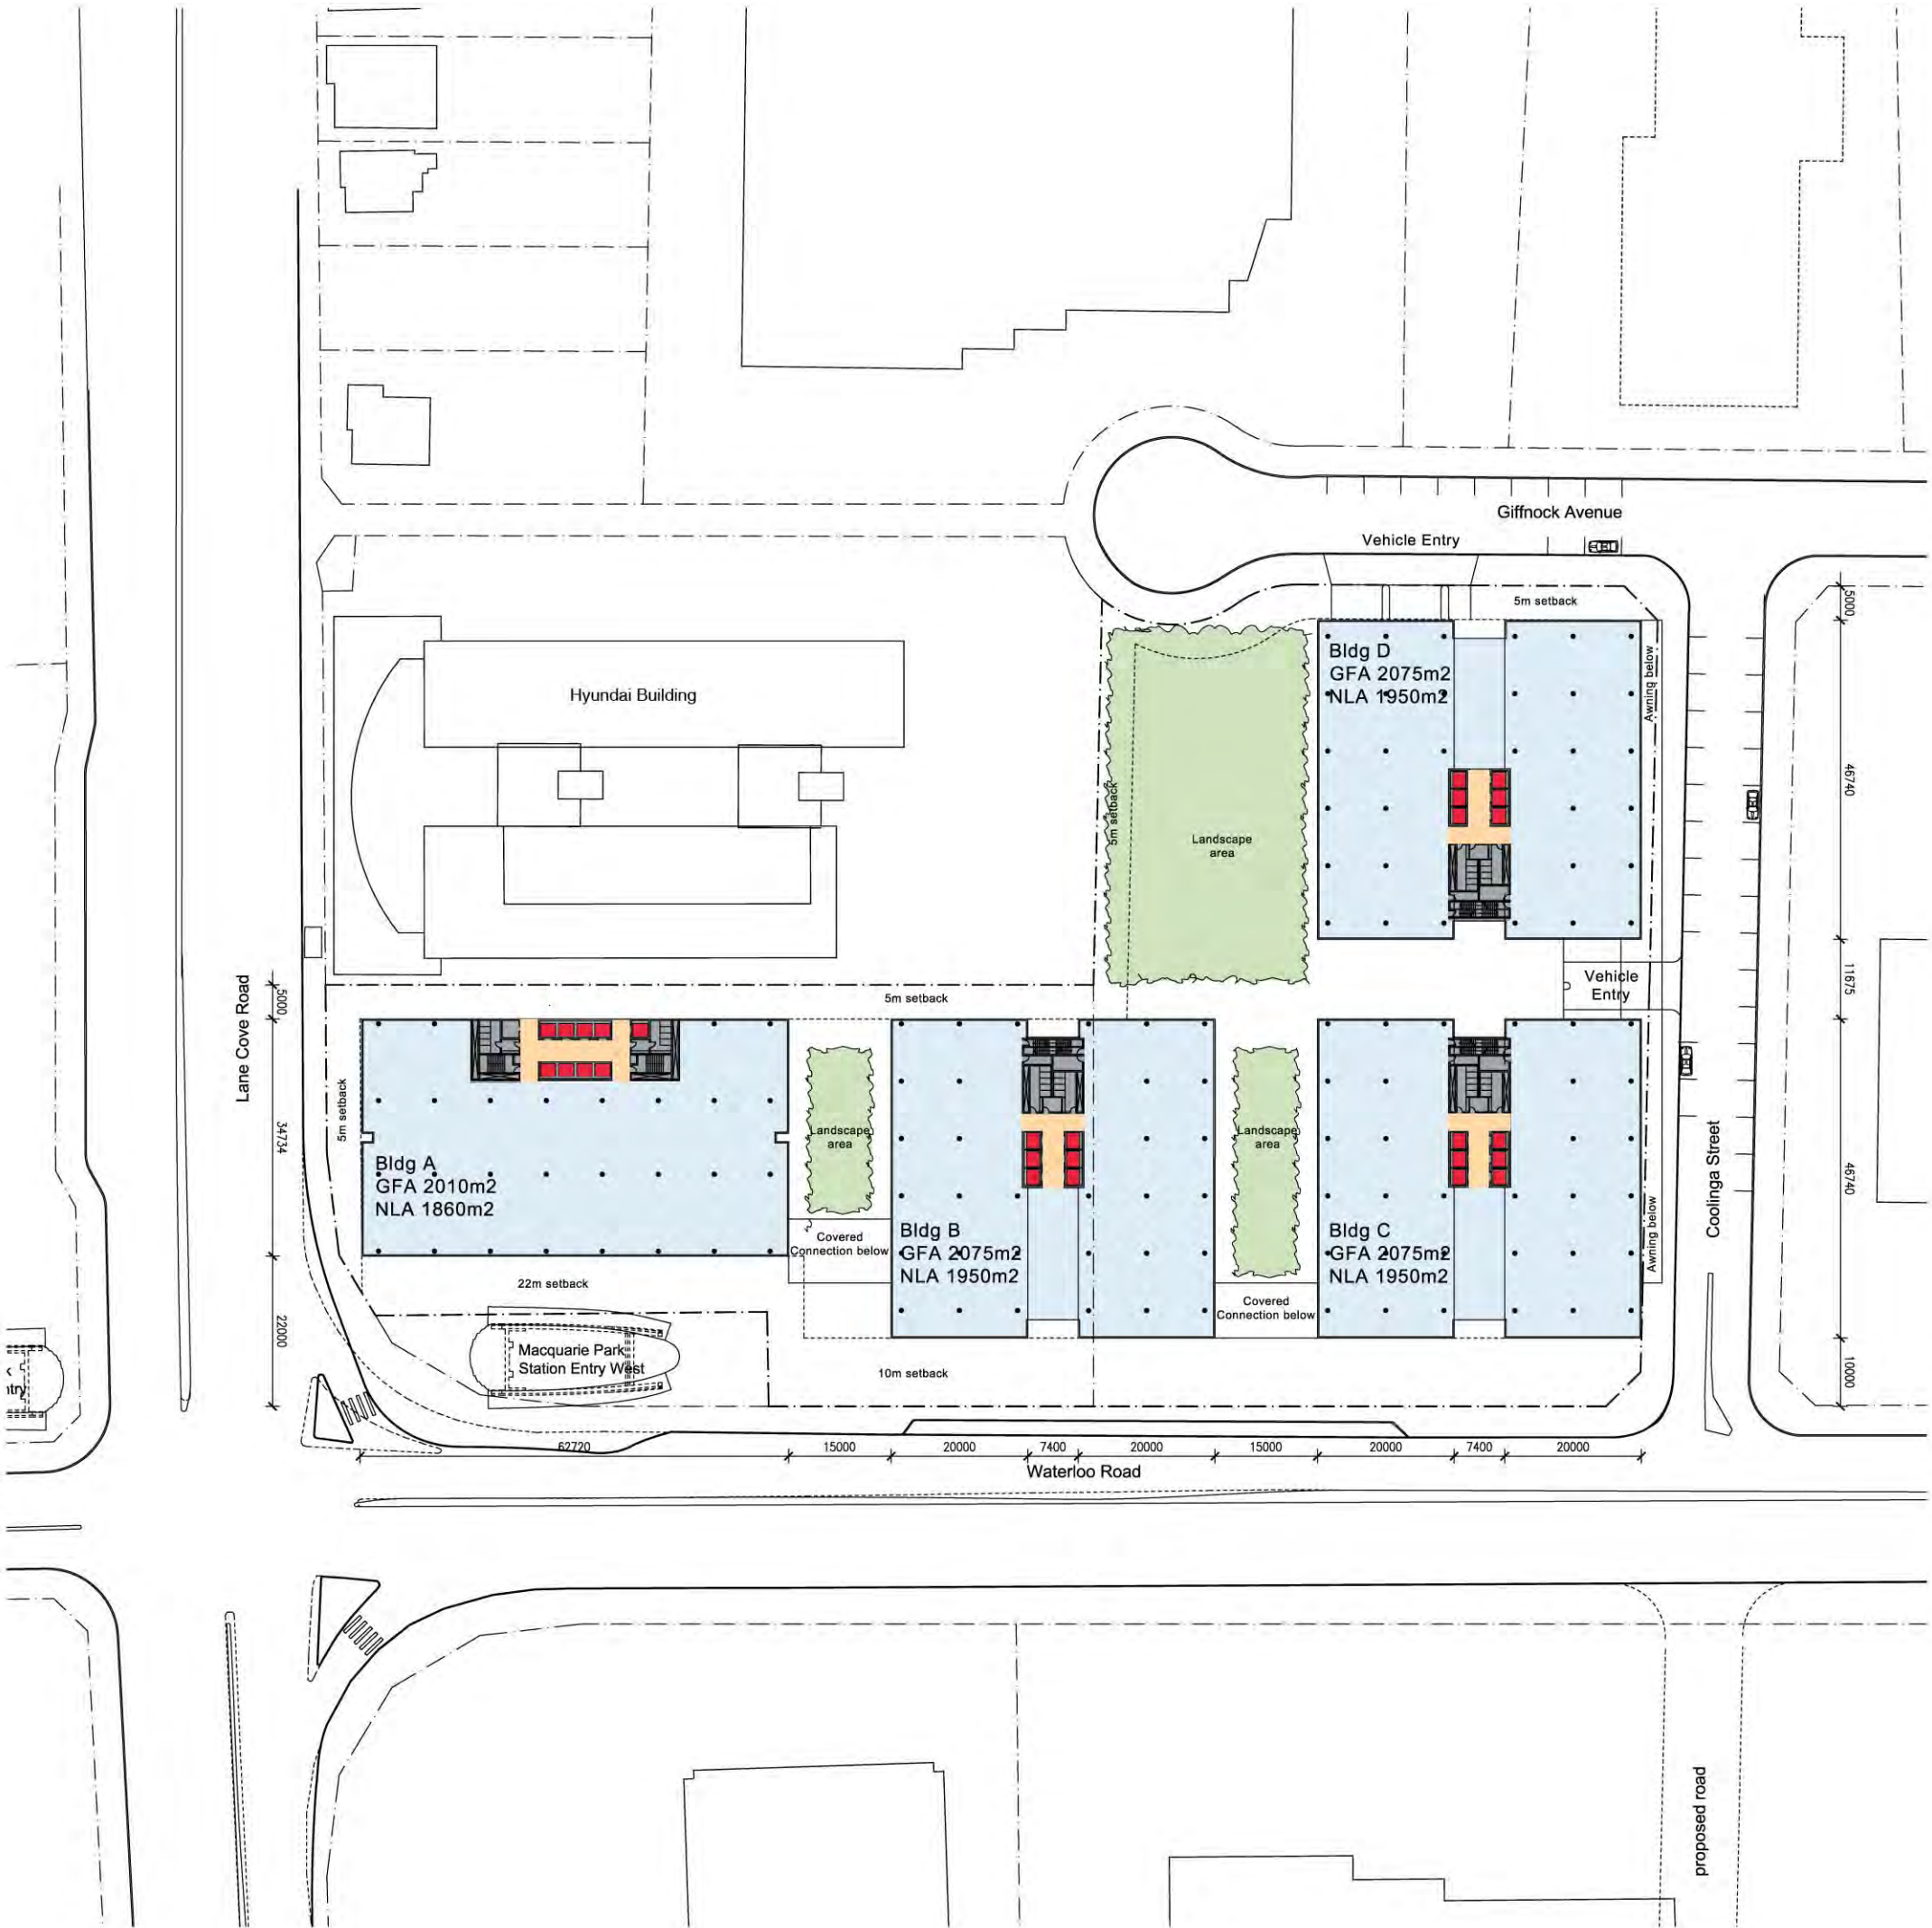 Giffnock Avenue
Vehicle Entry
5m setback
5000
Bldg D
GFA 2075m2
NLA 1950m2
Awning below
Hyundai Building
46740
5m setback
Landscape
area
Lane Cove Road
5000
5m setback
Vehicle
Entry
11675
5m setback
34734
Landscape
area
Landscape
area
Bldg A
GFA 2010m2
NLA 1860m2
46740
Coolinga Street
Awning below
Covered
Connection below
Bldg B
GFA 2075m2
NLA 1950m2
Bldg C
GFA 2075m2
NLA 1950m2
22m setback
22000
Covered
Connection below
Macquarie Park
Station Entry West
10m setback
10000
ntry
62720
15000
20000
7400
20000
15000
20000
7400
20000
Waterloo Road
proposed road